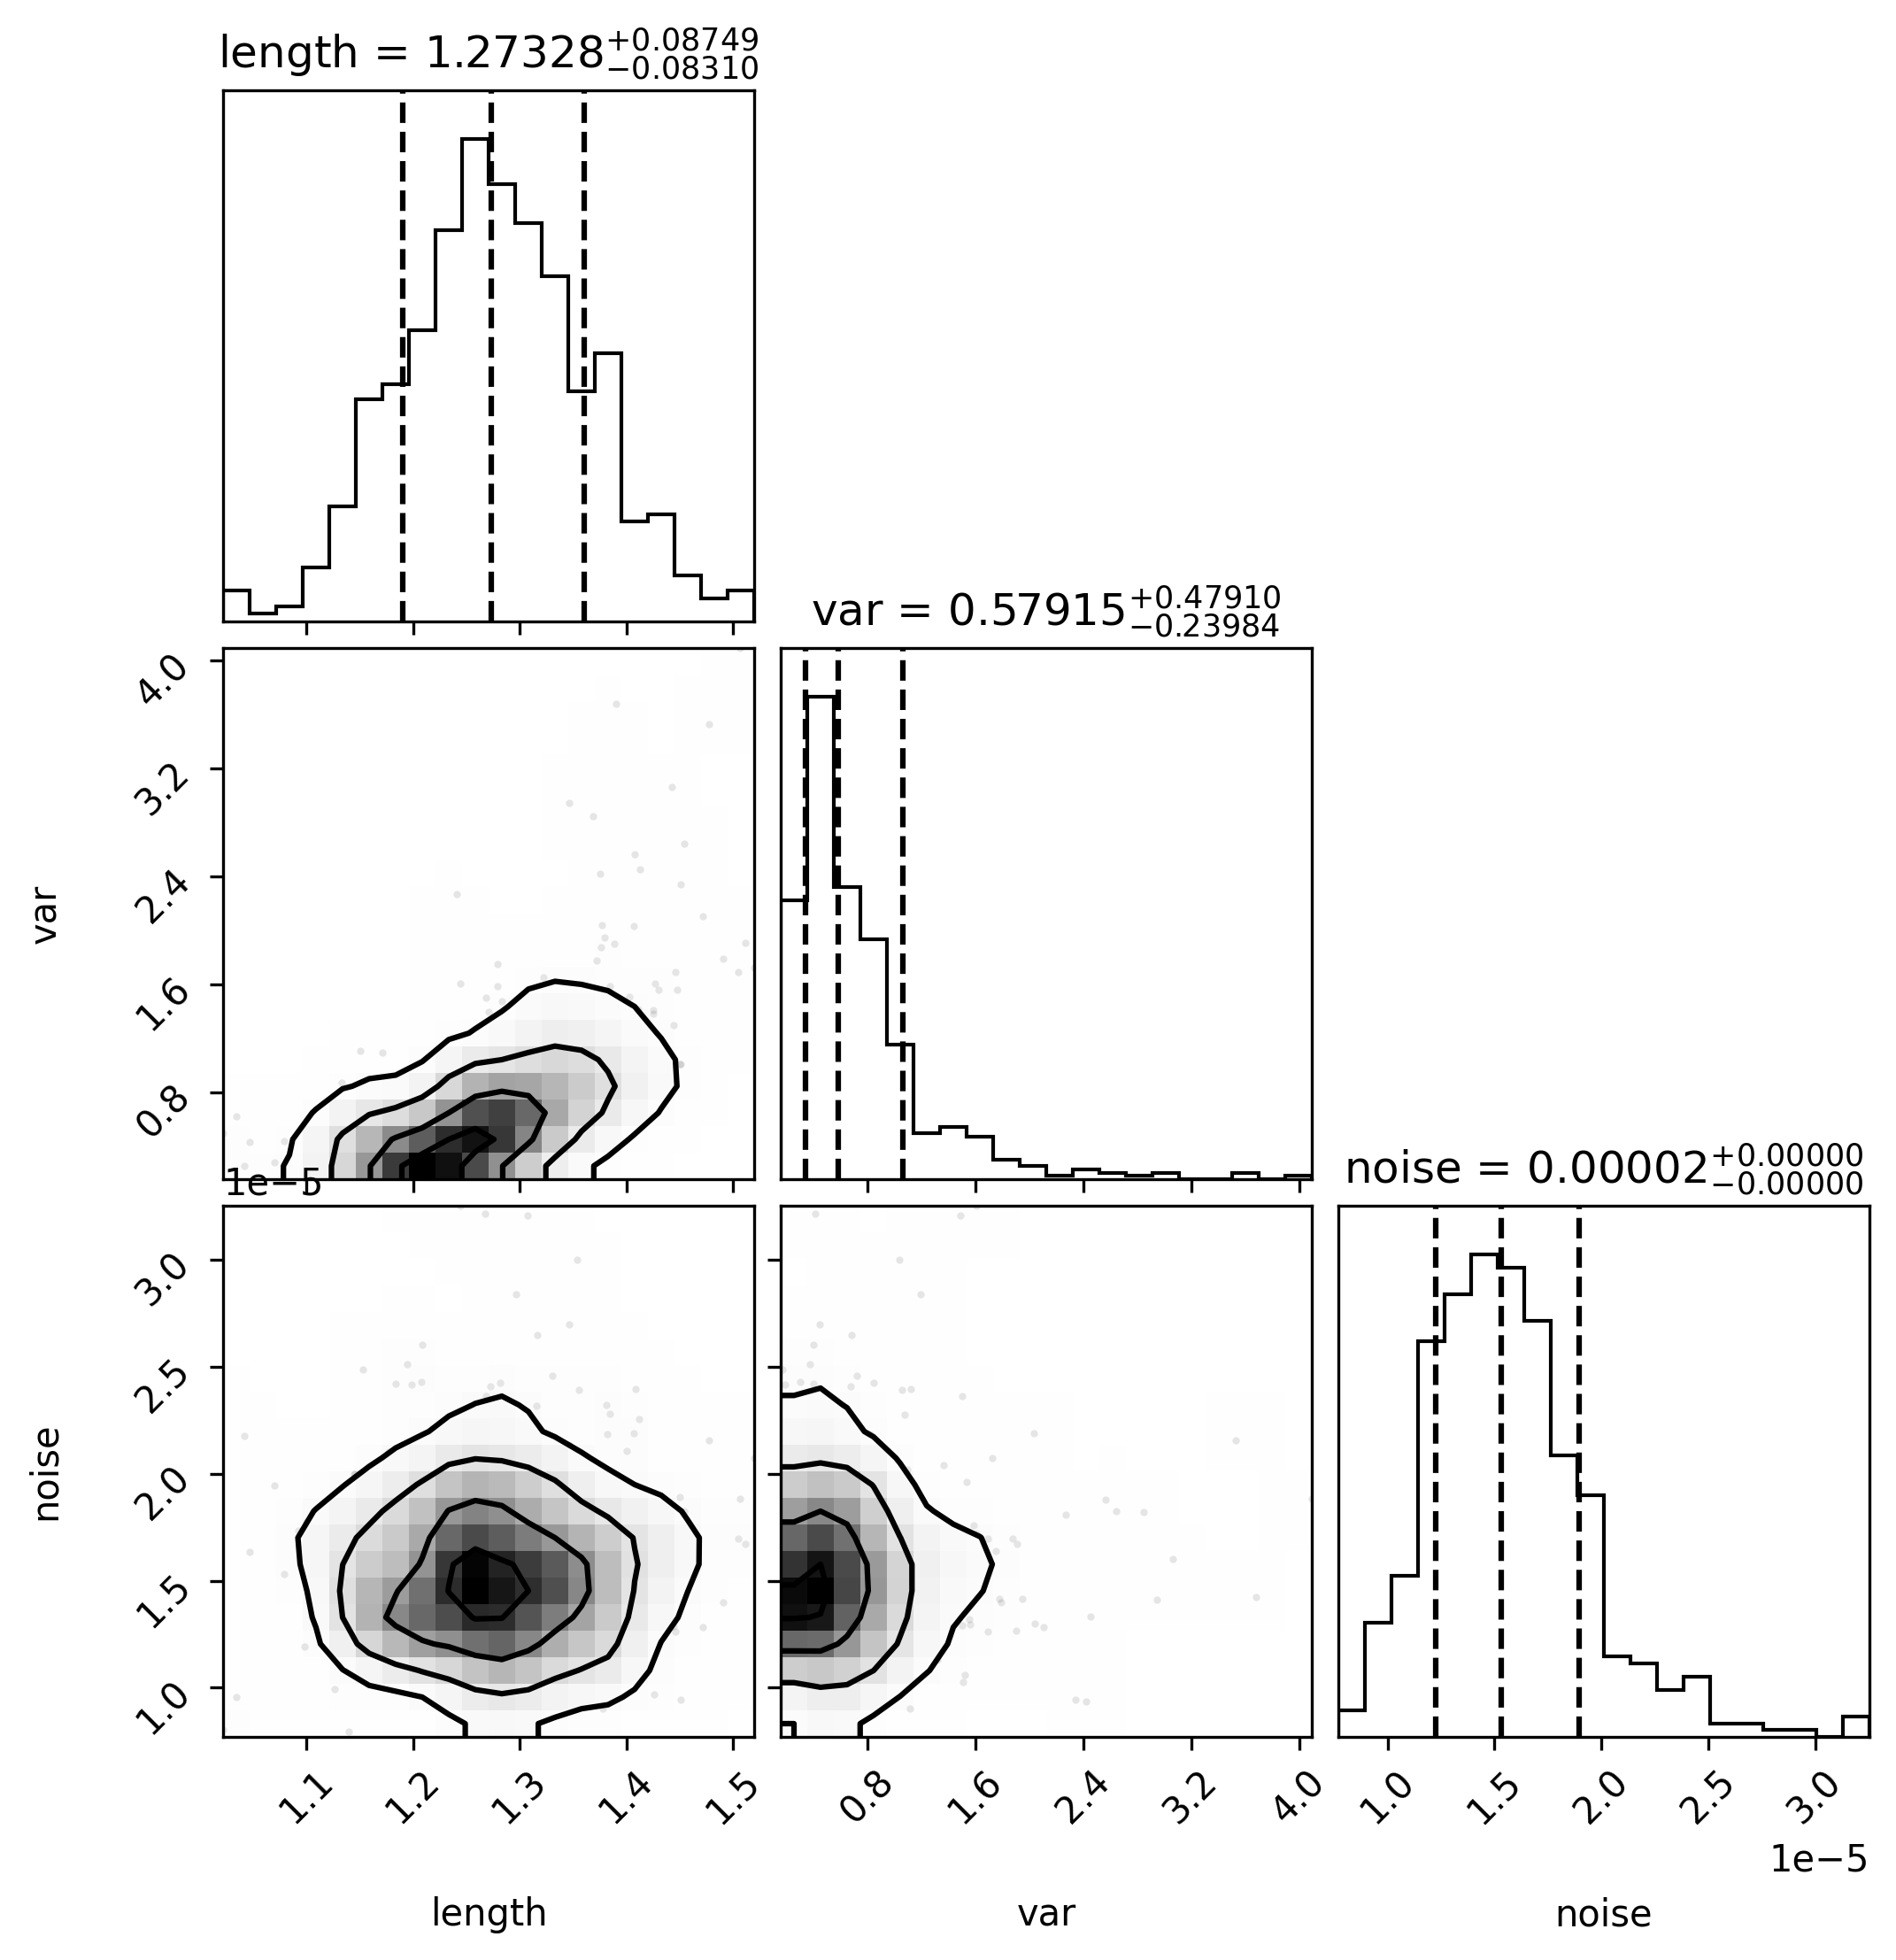 length = 1.27328+0.08749−0.08310
var = 0.57915+0.47910−0.23984
4.0
3.2
2.4
1.6
0.8
var
1e−5
noise = 0.00002+0.00000−0.00000
3.0
2.5
2.0
1.5
1.0
noise
1.1 1.2 1.3 1.4 1.5 0.8 1.6 2.4 3.2 4.0 1.0 1.5 2.0 2.5 3.0
1e−5
length var noise